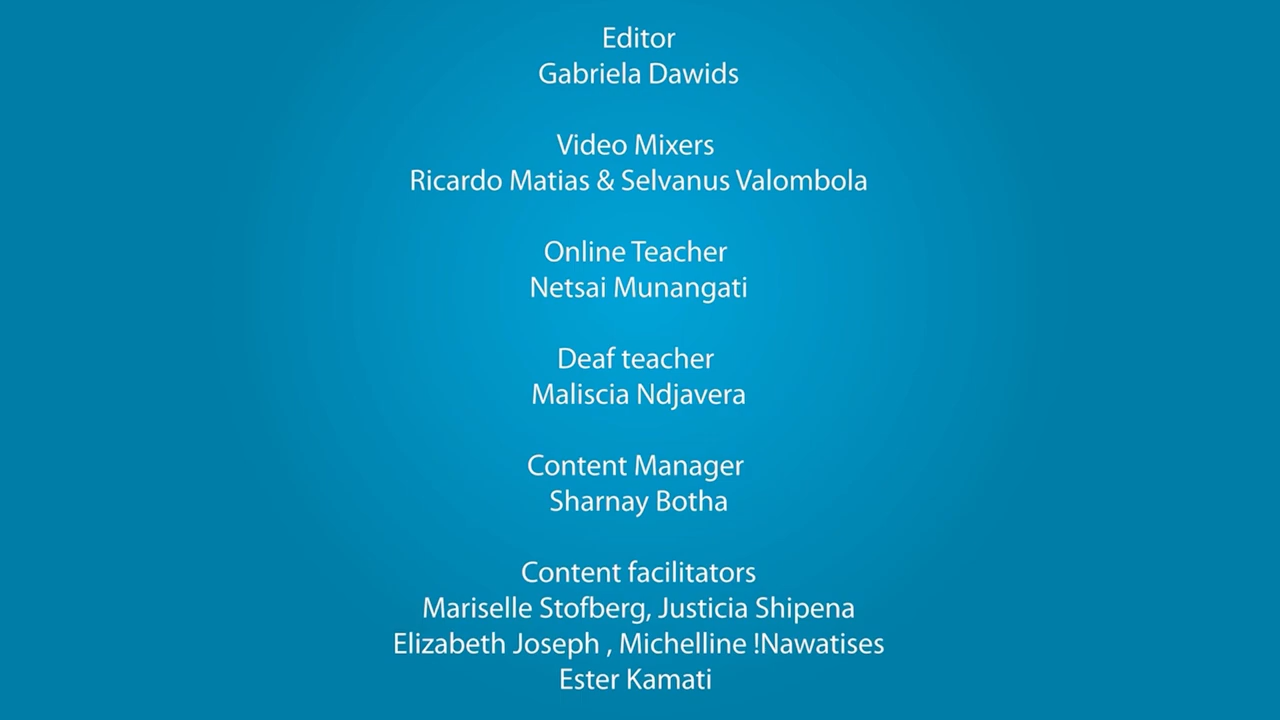 Editor
Gabriela Dawids
Video Mixers
Ricardo Matias & Selvanus Valombola
Online Teacher
Netsai Munangati
Deaf teacher
Maliscia Ndjavera
Content Manager
Sharnay Botha
Content facilitators
Mariselle Stofberg, Justicia Shipena
Elizabeth Joseph , Michelline !Nawatises
Ester Kamati